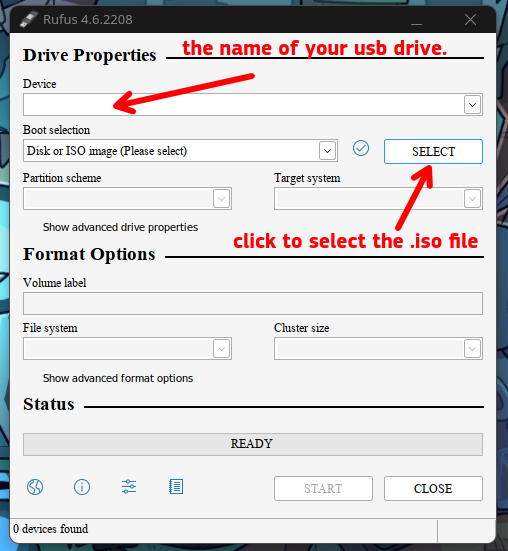 Rufus 4.6.2208
Drive Properties
the name of your usb drive.
Device
Boot selection
Disk or ISO image (Please select)
SELECT
Partition scheme
Target system
Show advanced drive properties
click to select the .iso file
Format Options
Volume label
File system
Cluster size
Show advanced format options
Status
READY
START
CLOSE
0 devices found